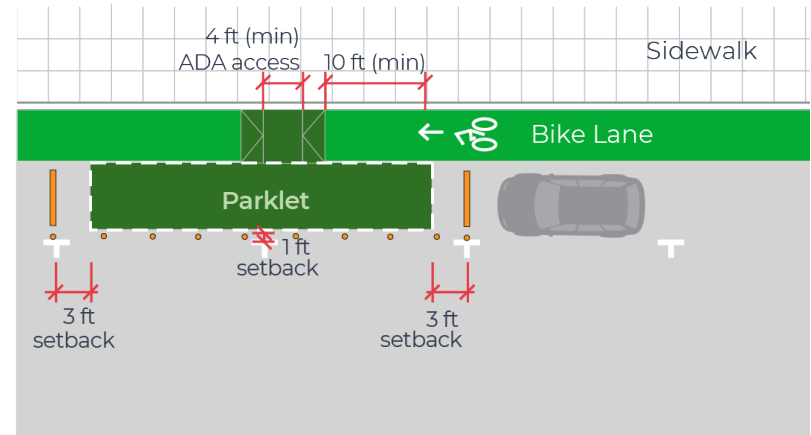 4 ft (min)
ADA access
10 ft (min)
Sidewalk
Bike Lane
Parklet
1 ft
setback
3 ft
setback
3 ft
setback